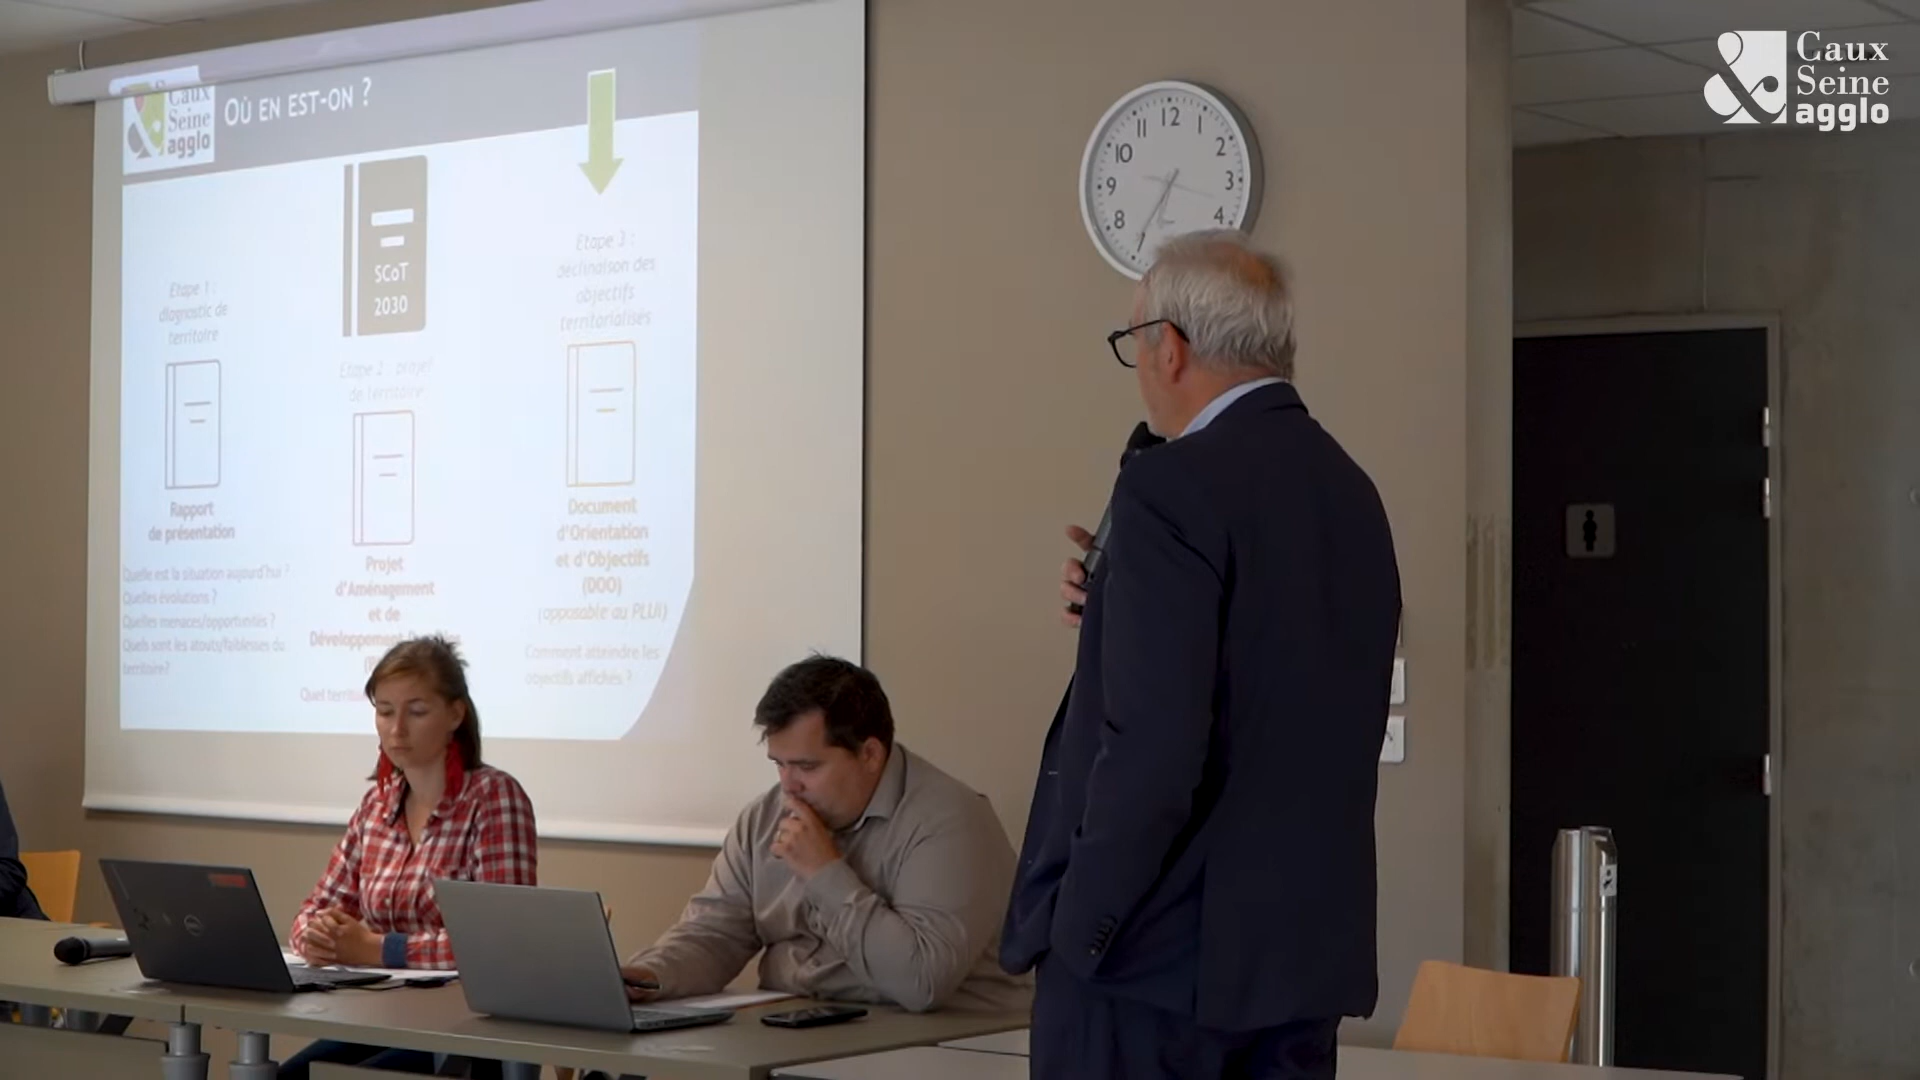 Caux
Seine
agglo
Caux
Seine
agglo
OÙ EN EST-ON ?
SCoT
2030
Etape 1 :
diagnostic de
territoire
Rapport
de présentation
Quelle est la situation aujourd'hui ?
Quelles évolutions ?
Quelles menaces/opportunités ?
Quels sont les atouts/faiblesses du
territoire?
Etape 2 : projet
de territoire
Projet
d'Aménagement
et de
Développement
Quel
Etape 3 :
déclinaison des
objectifs
territorialisés
Document
d'Orientation
et d'Objectifs
(DOO)
(opposable au PLUi)
Comment atteindre les
objectifs affichés ?
11 12 1
10 2
9 3
8 4
DELL